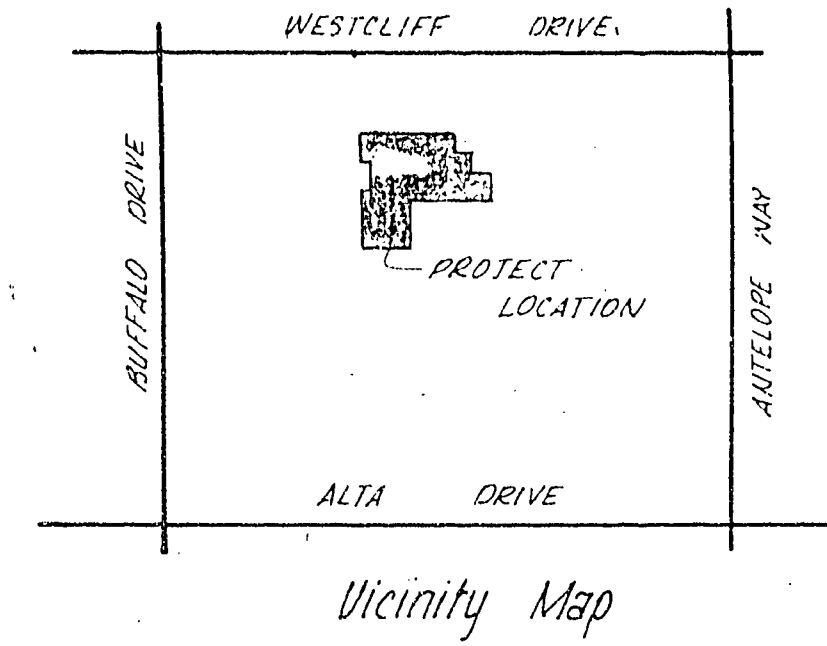 WESTCLIFF DRIVE.
BUFFALO DRIVE
ANTELOPE WAY
PROJECT
LOCATION
ALTA DRIVE
Vicinity Map